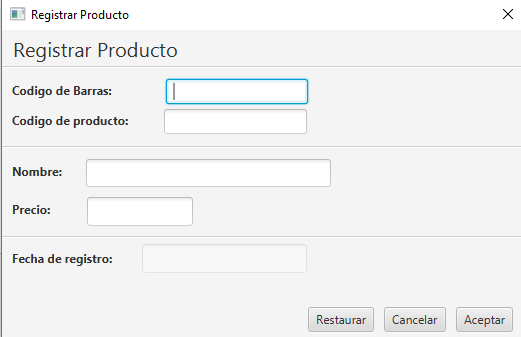 Registrar Producto
Registrar Producto
Codigo de Barras:
Codigo de producto:
Nombre:
Precio:
Fecha de registro:
Restaurar Cancelar Aceptar